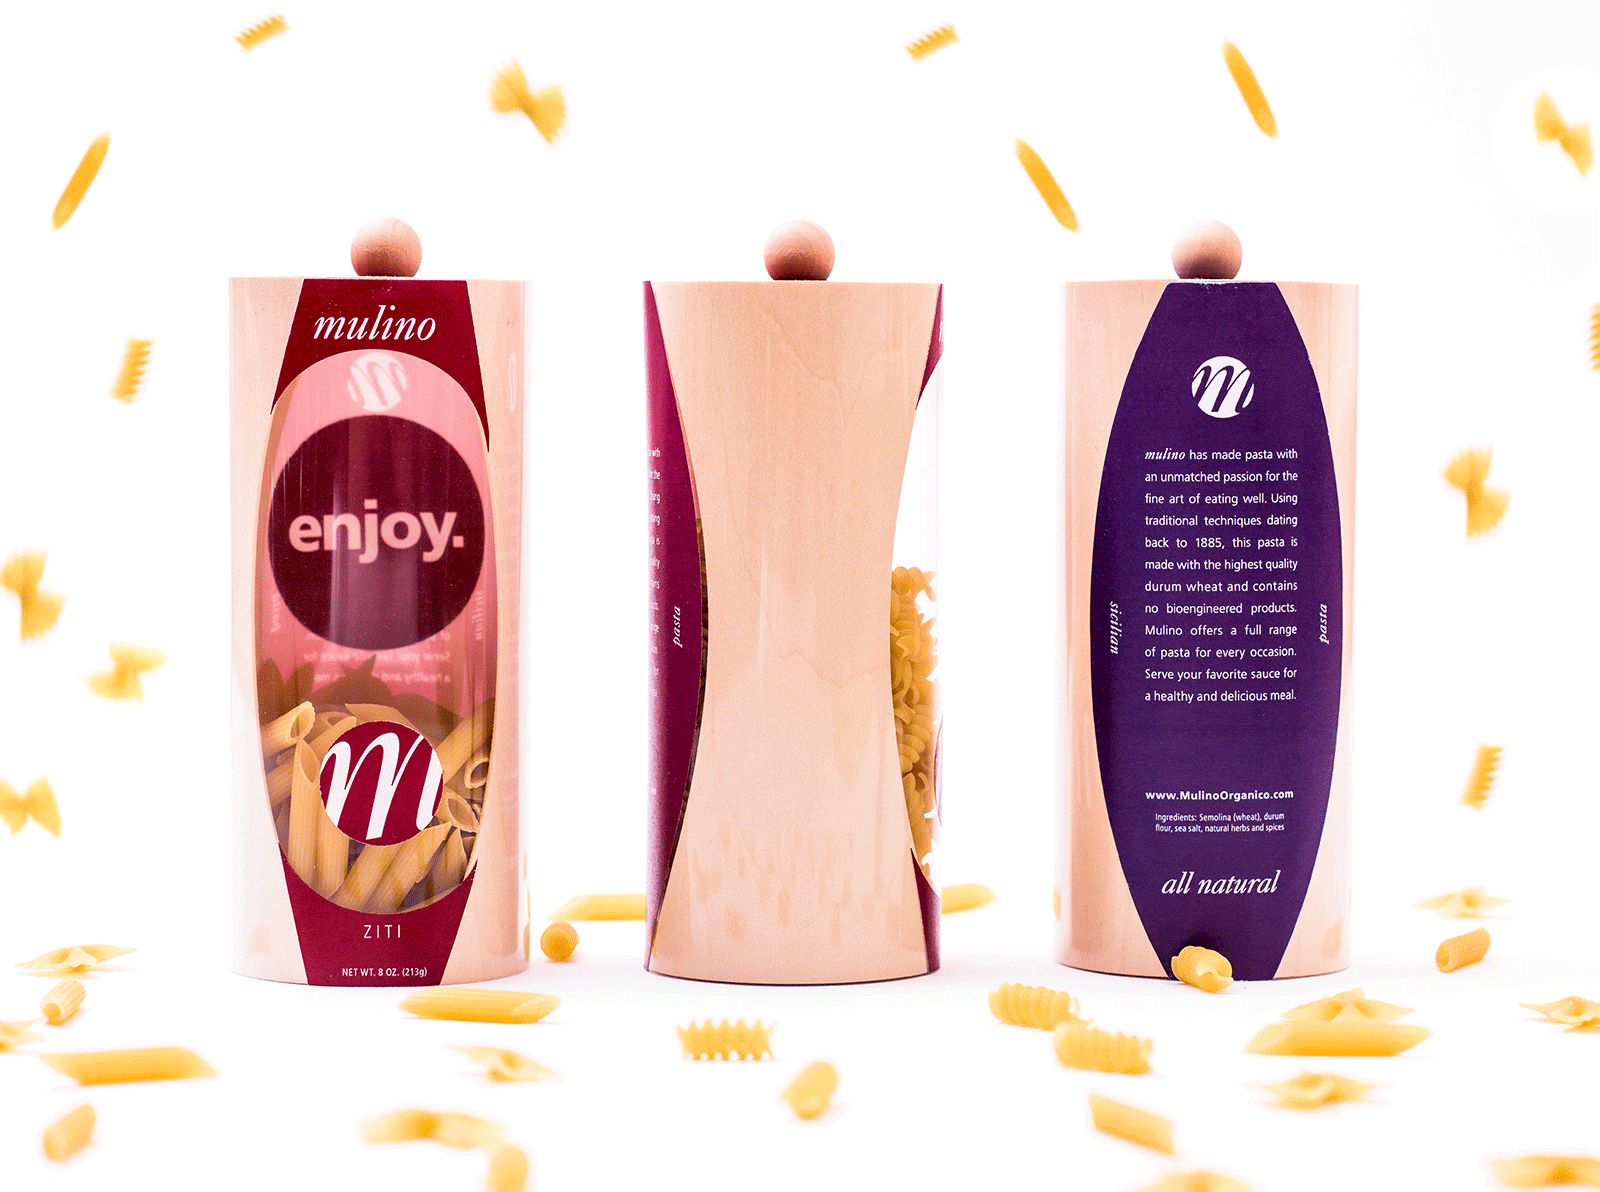 mulino
M
enjoy.
M
ZITI
NET WT. 8 OZ. (213g)
pasta
M
mulino has made pasta with
an unmatched passion for the
fine art of eating well. Using
traditional techniques dating
back to 1885, this pasta is
made with the highest quality
durum wheat and contains
no bioengineered products.
Mulino offers a full range
of pasta for every occasion.
Serve your favorite sauce for
a healthy and delicious meal.
sicilian
pasta
www.MulinoOrganico.com
Ingredients: Semolina (wheat), durum
flour, sea salt, natural herbs and spices
all natural